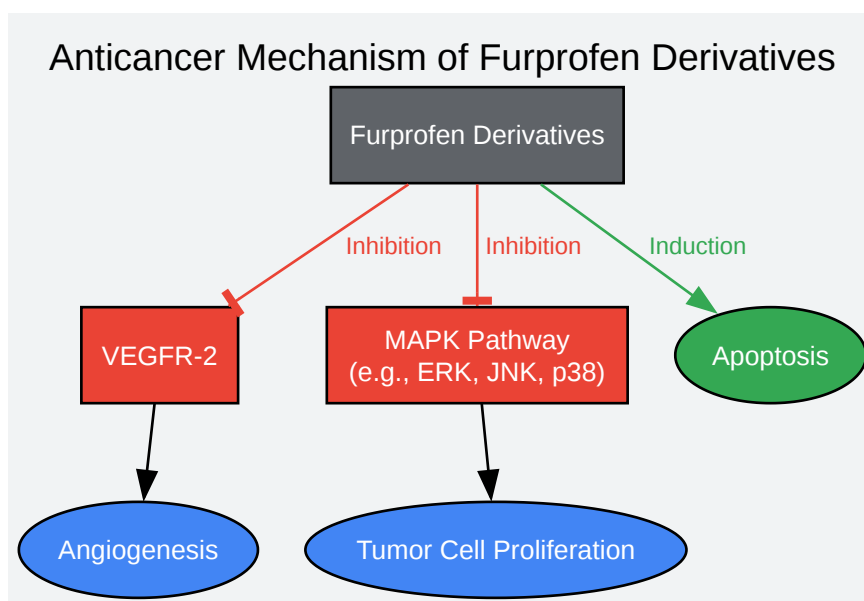 Anticancer Mechanism of Furprofen Derivatives
Furprofen Derivatives
Inhibition
Inhibition
Induction
VEGFR-2
MAPK Pathway
(e.g., ERK, JNK, p38)
Apoptosis
Angiogenesis
Tumor Cell Proliferation